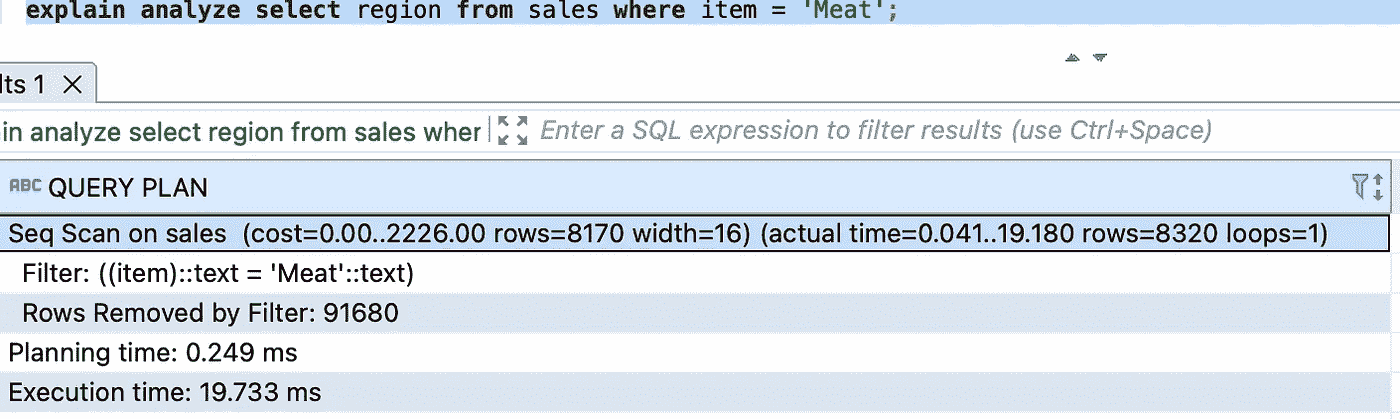 explain analyze select region from sales where item = 'Meat';
lts 1
in analyze select region from sales wher Enter a SQL expression to filter results (use Ctrl+Space)
ABC QUERY PLAN
Seq Scan on sales (cost=0.00..2226.00 rows=8170 width=16) (actual time=0.041..19.180 rows=8320 loops=1)
Filter: ((item)::text = 'Meat'::text)
Rows Removed by Filter: 91680
Planning time: 0.249 ms
Execution time: 19.733 ms